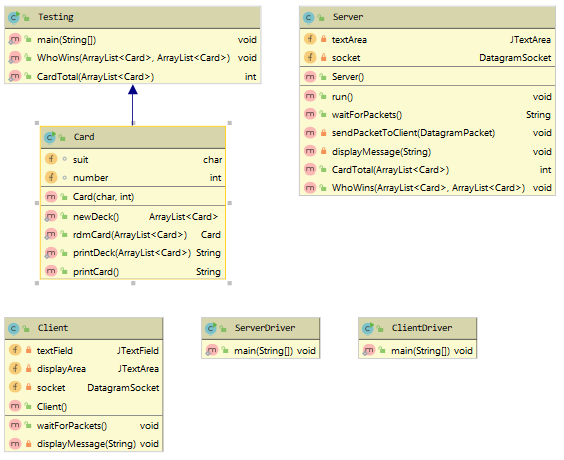 Testing
main(String[]) void
WhoWins(ArrayList<Card>, ArrayList<Card>) void
CardTotal(ArrayList<Card>) int
Server
textArea JTextArea
socket DatagramSocket
Server()
run() void
waitForPackets() String
sendPacketToClient(DatagramPacket) void
displayMessage(String) void
CardTotal(ArrayList<Card>) int
WhoWins(ArrayList<Card>, ArrayList<Card>) void
Card
suit char
number int
Card(char, int)
newDeck() ArrayList<Card>
rdmCard(ArrayList<Card>) Card
printDeck(ArrayList<Card>) String
printCard() String
Client
textField JTextField
displayArea JTextArea
socket DatagramSocket
Client()
waitForPackets() void
displayMessage(String) void
ServerDriver
main(String[]) void
ClientDriver
main(String[]) void